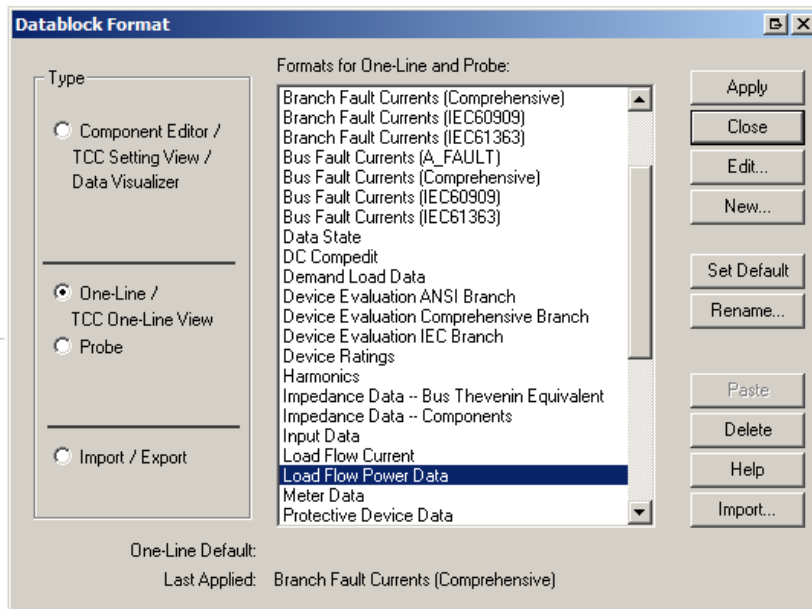 Datablock Format
Type
Component Editor /
TCC Setting View /
Data Visualizer
One-Line /
TCC One-Line View
Probe
Import / Export
Formats for One-Line and Probe:
Branch Fault Currents (Comprehensive)
Branch Fault Currents (IEC60909)
Branch Fault Currents (IEC61363)
Bus Fault Currents (A_FAULT)
Bus Fault Currents (Comprehensive)
Bus Fault Currents (IEC60909)
Bus Fault Currents (IEC61363)
Data State
DC Compedit
Demand Load Data
Device Evaluation ANSI Branch
Device Evaluation Comprehensive Branch
Device Evaluation IEC Branch
Device Ratings
Harmonics
Impedance Data -- Bus Thevenin Equivalent
Impedance Data -- Components
Input Data
Load Flow Current
Load Flow Power Data
Meter Data
Protective Device Data
Apply
Close
Edit...
New...
Set Default
Rename...
Paste
Delete
Help
Import...
One-Line Default:
Last Applied: Branch Fault Currents (Comprehensive)